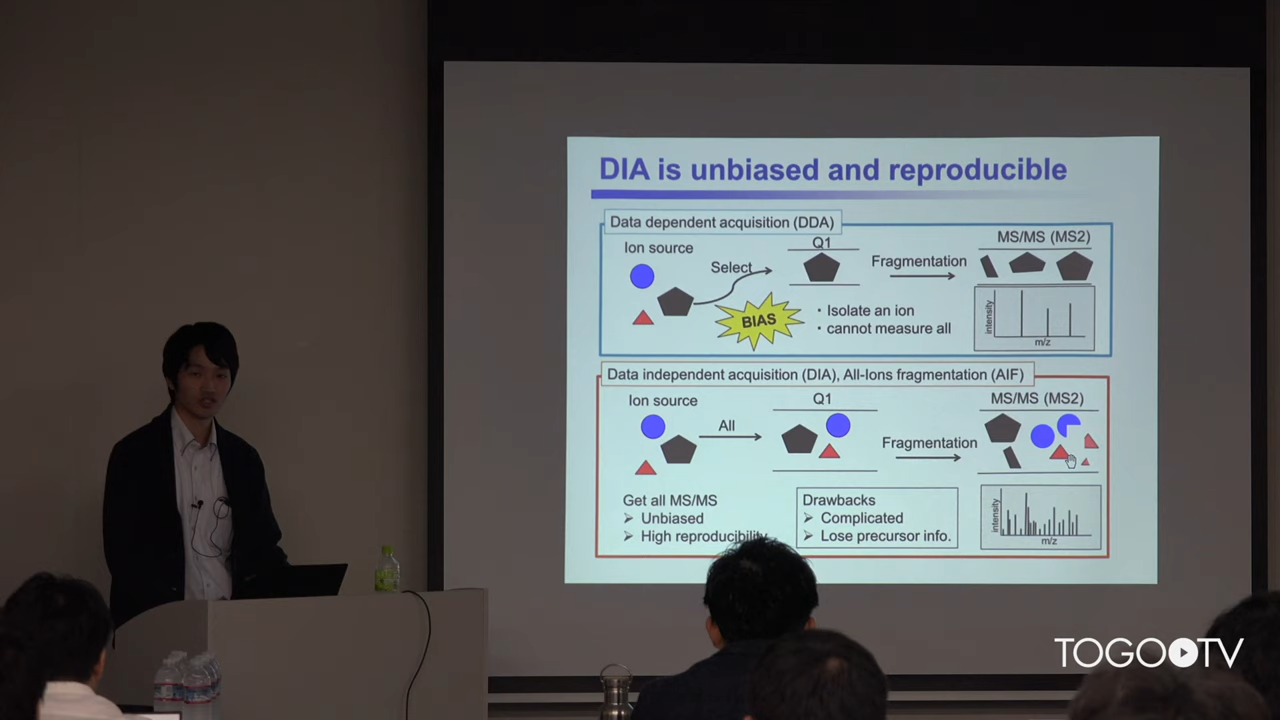 DIA is unbiased and reproducible
Data dependent acquisition (DDA)
Ion source
Select
BIAS
Q1
・ Isolate an ion
・ cannot measure all
Fragmentation
MS/MS (MS2)
intensity
m/z
Data independent acquisition (DIA), All-Ions fragmentation (AIF)
Ion source
All
Q1
Fragmentation
MS/MS (MS2)
Get all MS/MS
➢ Unbiased
➢ High reproducibility
Drawbacks
➢ Complicated
➢ Lose precursor info.
intensity
m/z
TOGO TV